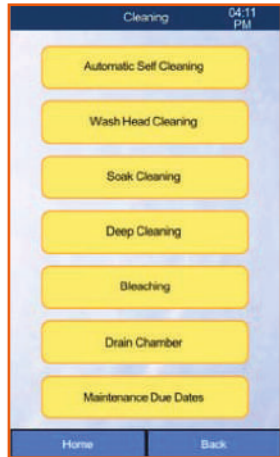 Cleaning
04:11
PM
Automatic Self Cleaning
Wash Head Cleaning
Soak Cleaning
Deep Cleaning
Bleaching
Drain Chamber
Maintenance Due Dates
Home
Back